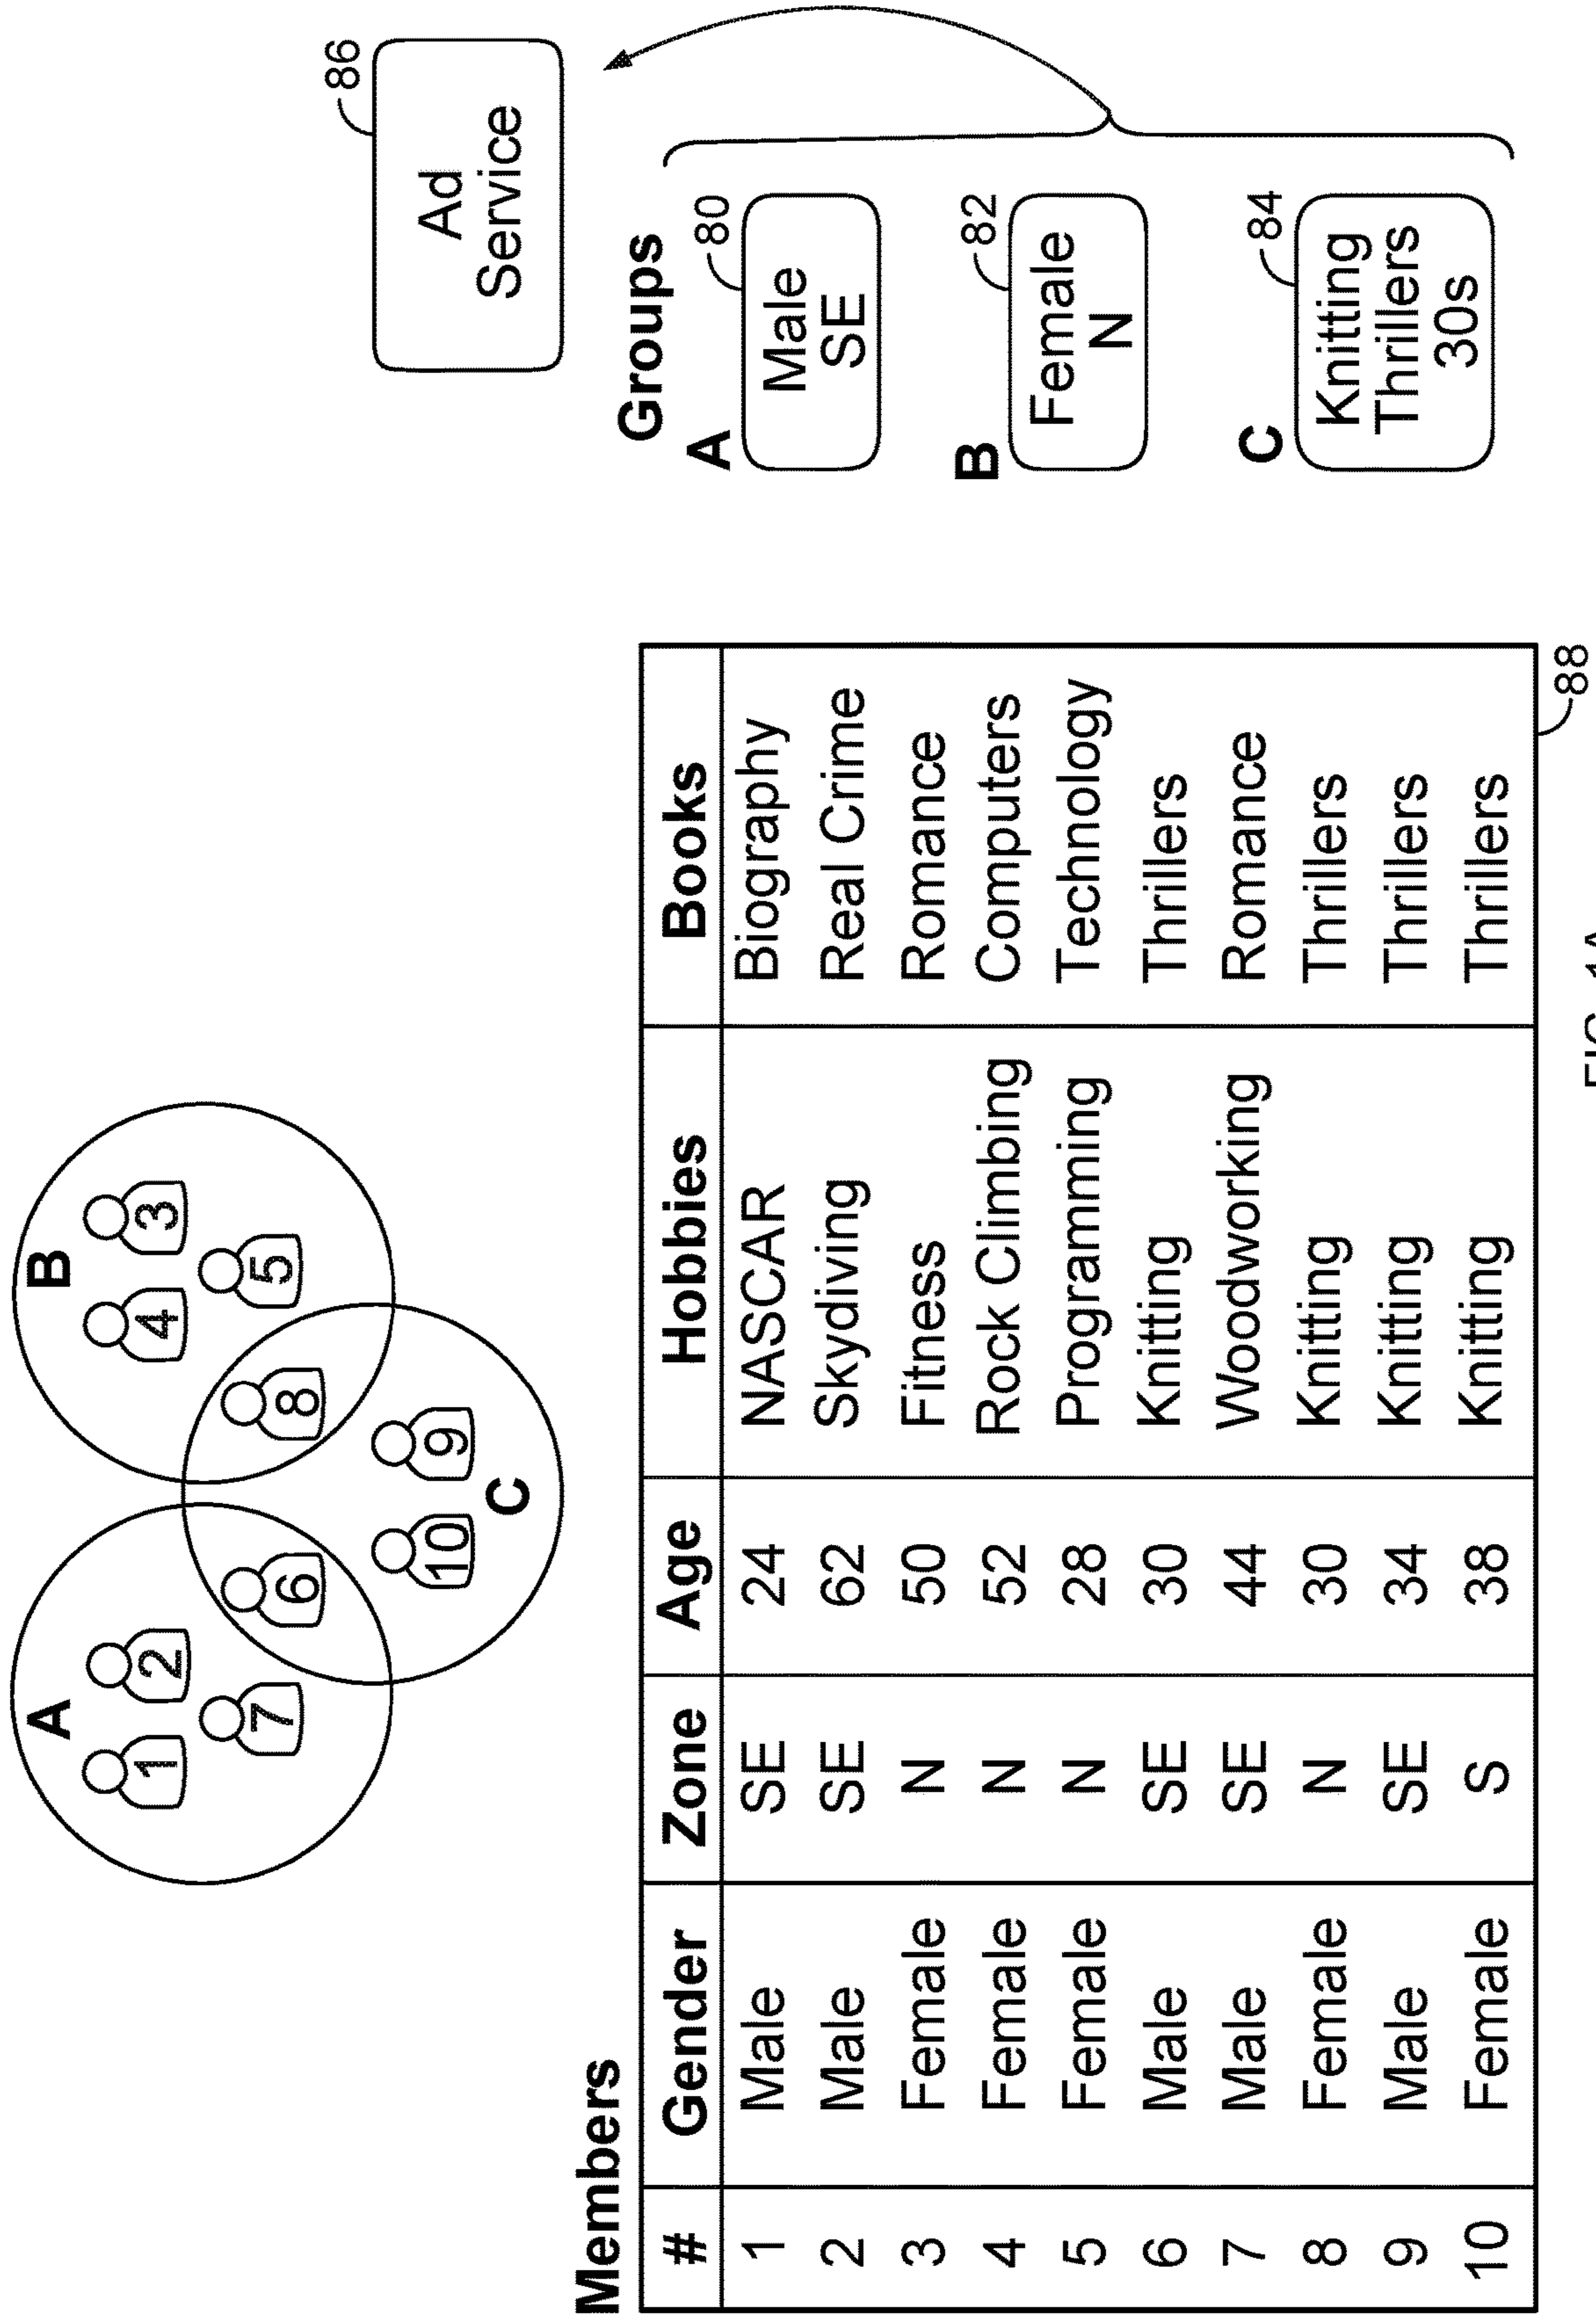 A
1
2
7
6
B
4
3
5
8
10
9
C
86
Ad
Service
Members
# Gender Zone Age Hobbies Books
1 Male SE 24 NASCAR Biography
2 Male SE 62 Skydiving Real Crime
3 Female N 50 Fitness Romance
4 Female N 52 Rock Climbing Computers
5 Female N 28 Programming Technology
6 Male SE 30 Knitting Thrillers
7 Male SE 44 Woodworking Romance
8 Female N 30 Knitting Thrillers
9 Male SE 34 Knitting Thrillers
10 Female S 38 Knitting Thrillers
88
Groups
A
80
Male
SE
B
82
Female
N
C
84
Knitting
Thrillers
30s
FIG. 1A